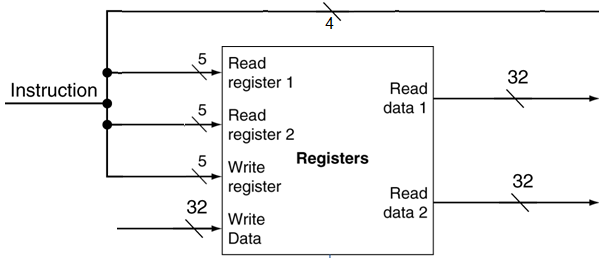 4
5
Read
register 1
Instruction
5
Read
register 2
5
Write
register
32
Write
Data
Registers
Read
data 1
32
Read
data 2
32